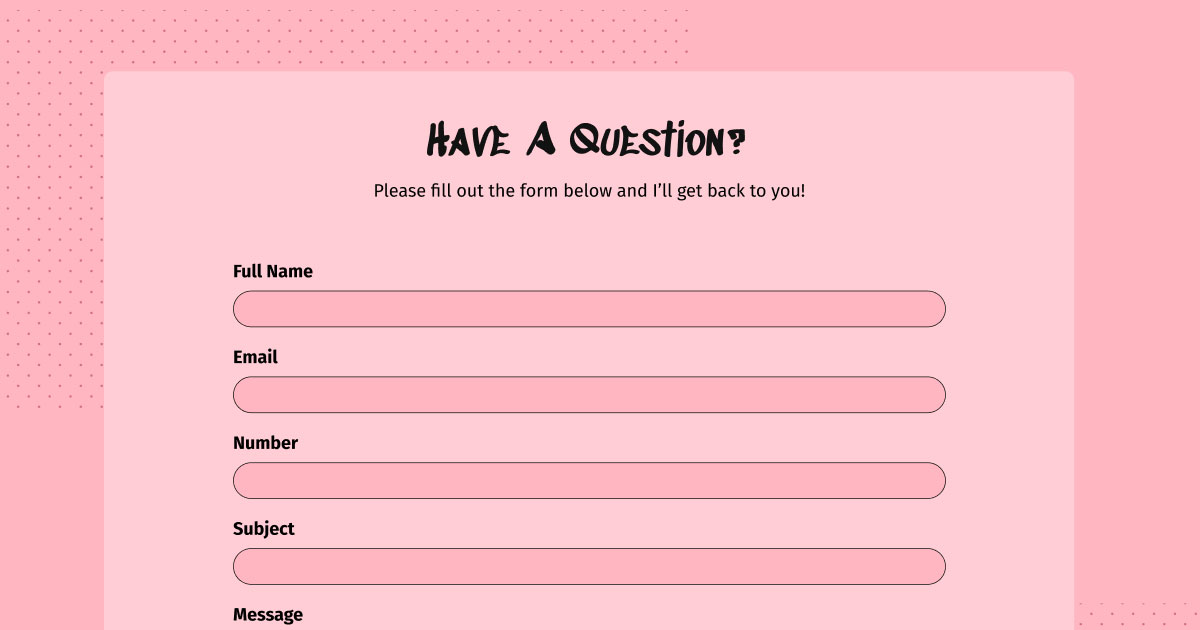 Have A Question?
Please fill out the form below and I’ll get back to you!
Full Name
Email
Number
Subject
Message